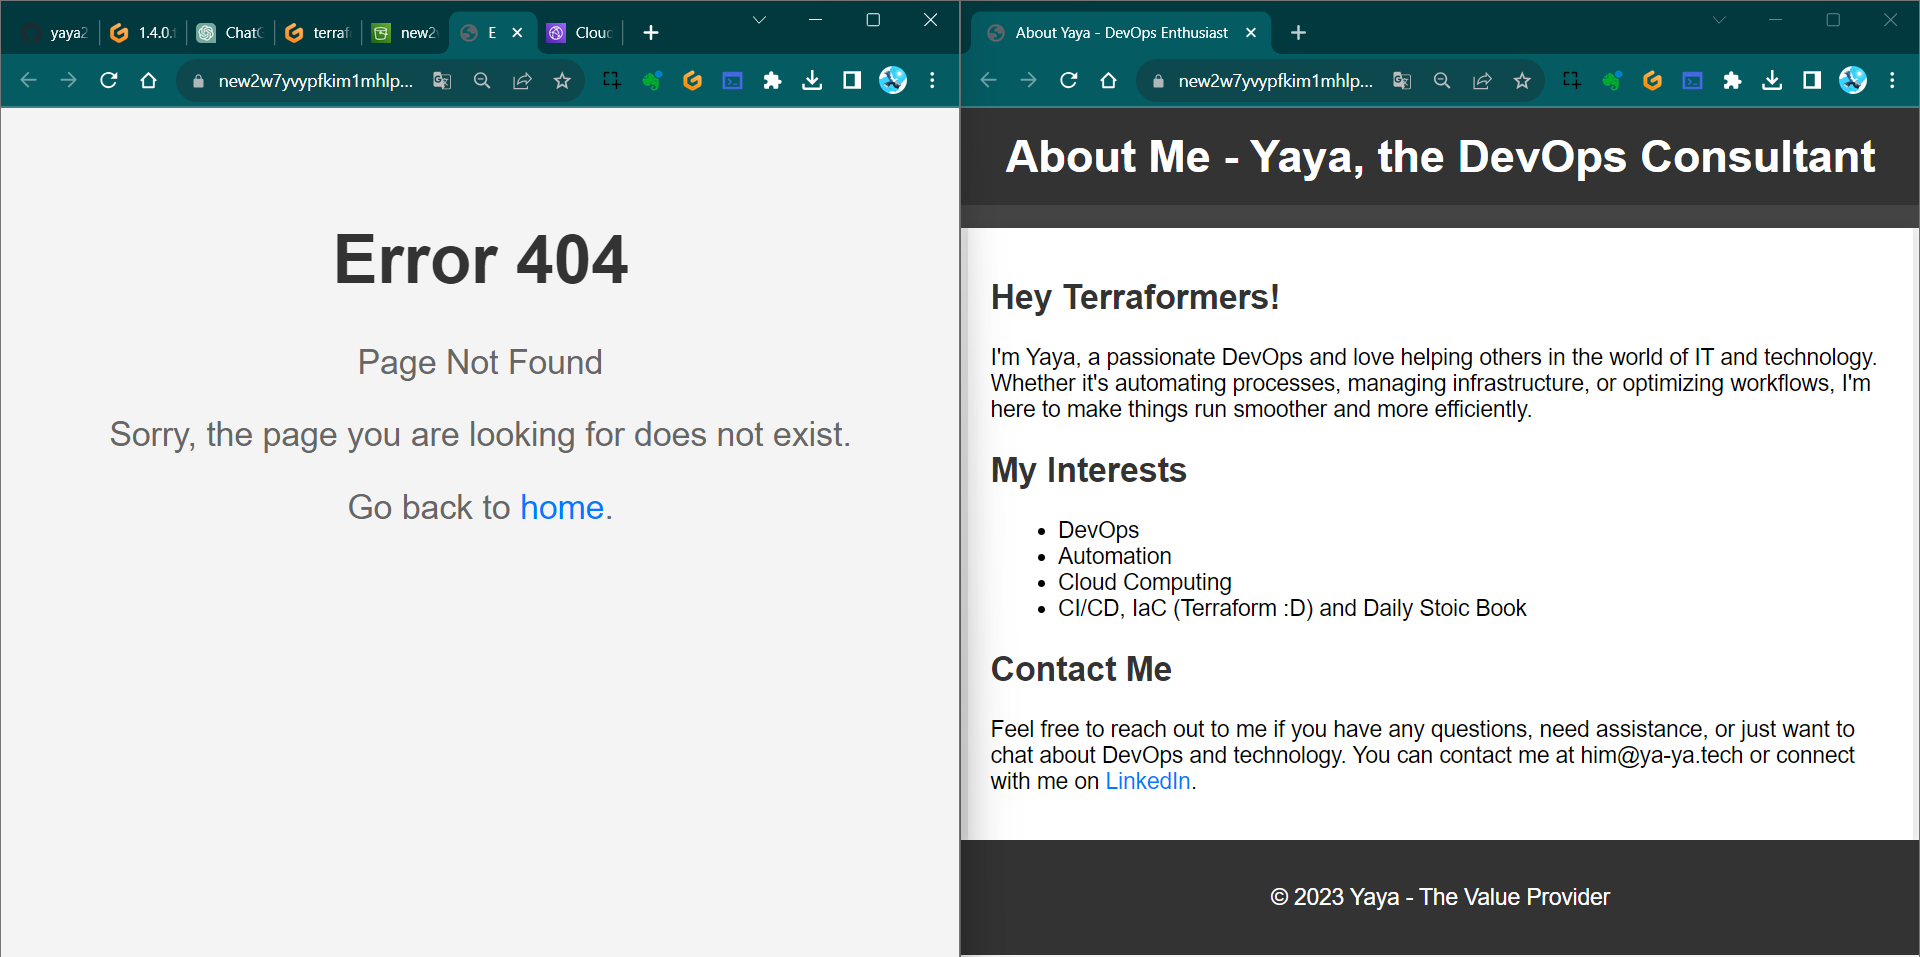 yaya2
1.4.0.1
ChatG
terraf
new2
E
Cloud
new2w7yvypfkim1mhlp...
Error 404
Page Not Found
Sorry, the page you are looking for does not exist.
Go back to home.
About Yaya - DevOps Enthusiast
new2w7yvypfkim1mhlp...
About Me - Yaya, the DevOps Consultant
Hey Terraformers!
I'm Yaya, a passionate DevOps and love helping others in the world of IT and technology.
Whether it's automating processes, managing infrastructure, or optimizing workflows, I'm
here to make things run smoother and more efficiently.
My Interests
• DevOps
• Automation
• Cloud Computing
• CI/CD, IaC (Terraform :D) and Daily Stoic Book
Contact Me
Feel free to reach out to me if you have any questions, need assistance, or just want to
chat about DevOps and technology. You can contact me at him@ya-ya.tech or connect
with me on LinkedIn.
© 2023 Yaya - The Value Provider